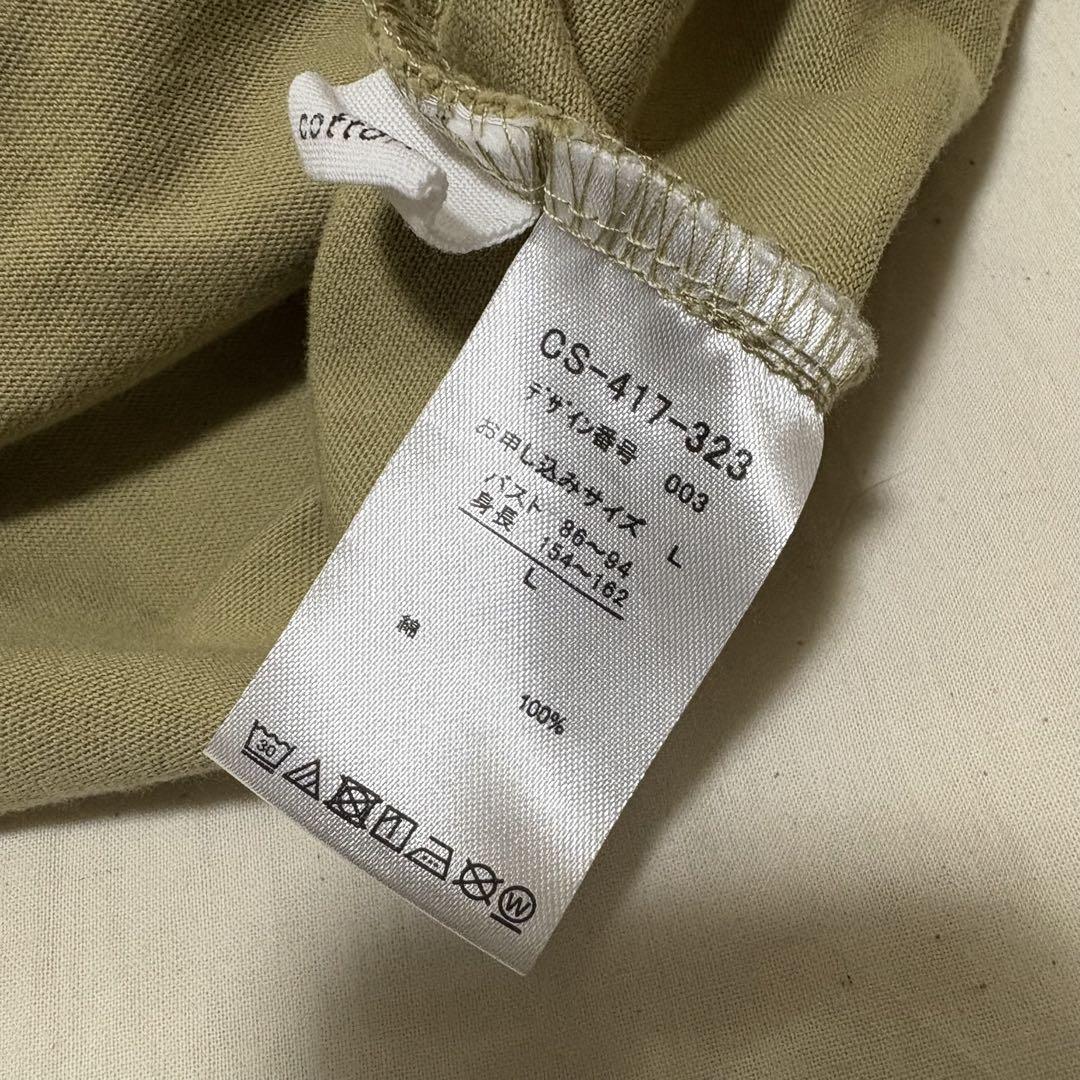 cotton
CS-417-323
デザイン番号 003
お申し込みサイズ L
バスト 86〜94
身長 154〜162
L
綿
100%
30
W